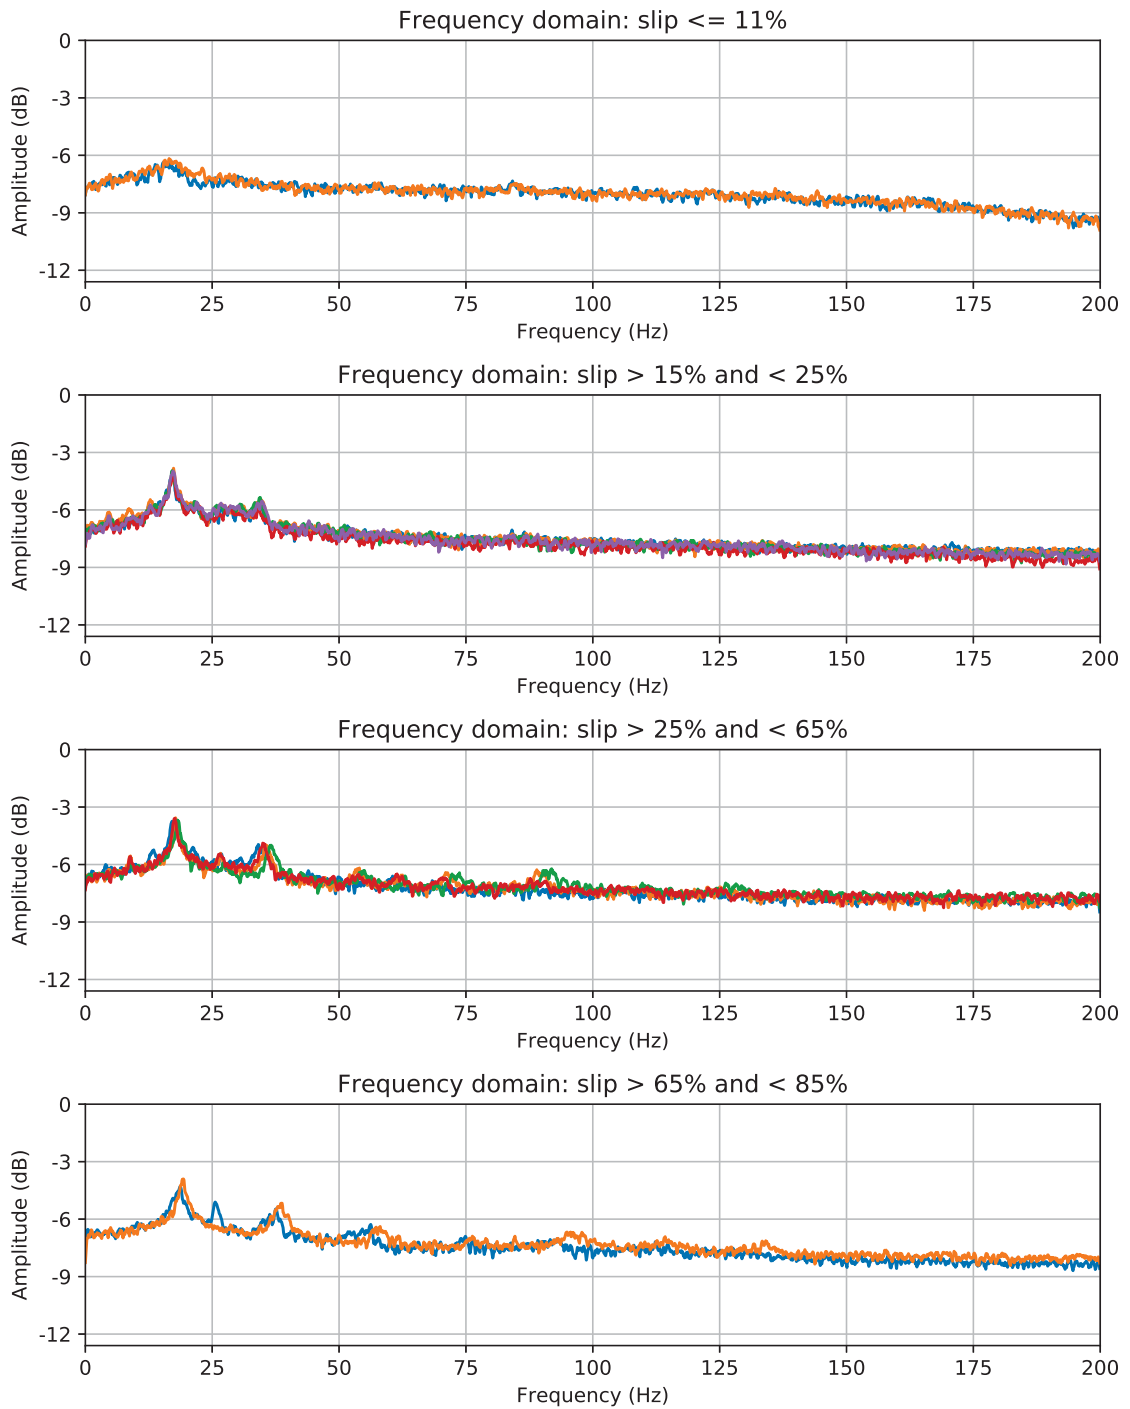 Frequency domain: slip <= 11%
0
-3
-6
-9
-12
Amplitude (dB)
0 25 50 75 100 125 150 175 200
Frequency (Hz)
Frequency domain: slip > 15% and < 25%
0
-3
-6
-9
-12
Amplitude (dB)
0 25 50 75 100 125 150 175 200
Frequency (Hz)
Frequency domain: slip > 25% and < 65%
0
-3
-6
-9
-12
Amplitude (dB)
0 25 50 75 100 125 150 175 200
Frequency (Hz)
Frequency domain: slip > 65% and < 85%
0
-3
-6
-9
-12
Amplitude (dB)
0 25 50 75 100 125 150 175 200
Frequency (Hz)